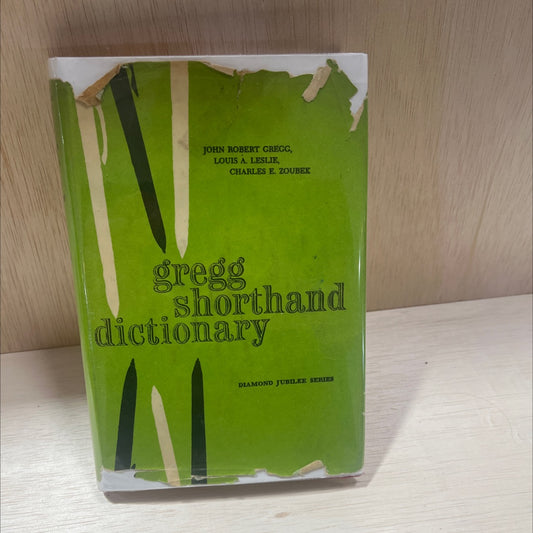 JOHN ROBERT GREGG,
LOUIS A. LESLIE,
CHARLES E. ZOUBEK
gregg
shorthand
dictionary
DIAMOND JUBILEE SERIES